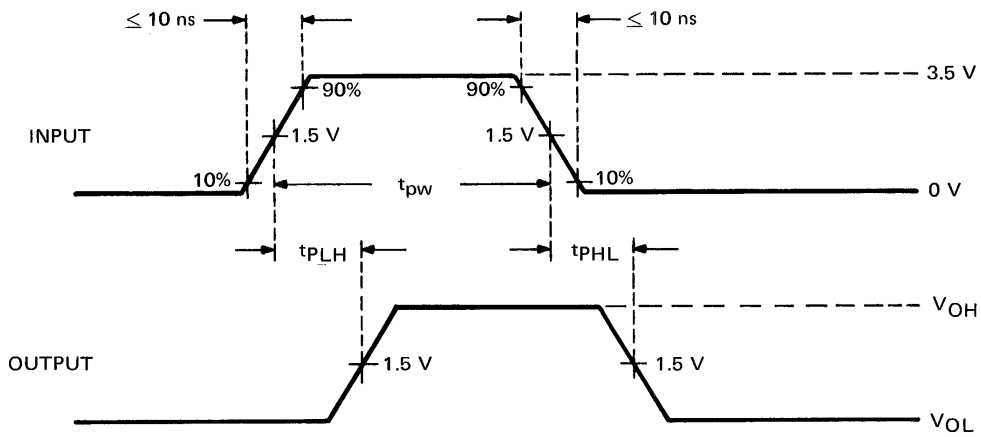 ≤ 10 ns ≤ 10 ns
3.5 V
90% 90%
INPUT 1.5 V 1.5 V
10% tpw 10%
0 V
tPLH tPHL
VOH
OUTPUT 1.5 V 1.5 V
VOL